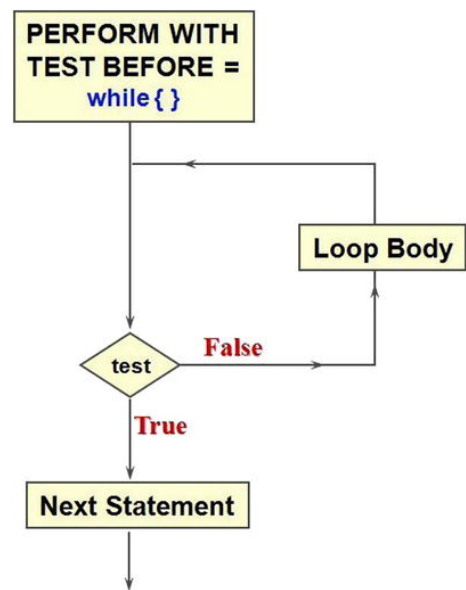 PERFORM WITH
TEST BEFORE =
while { }
Loop Body
False
test
True
Next Statement